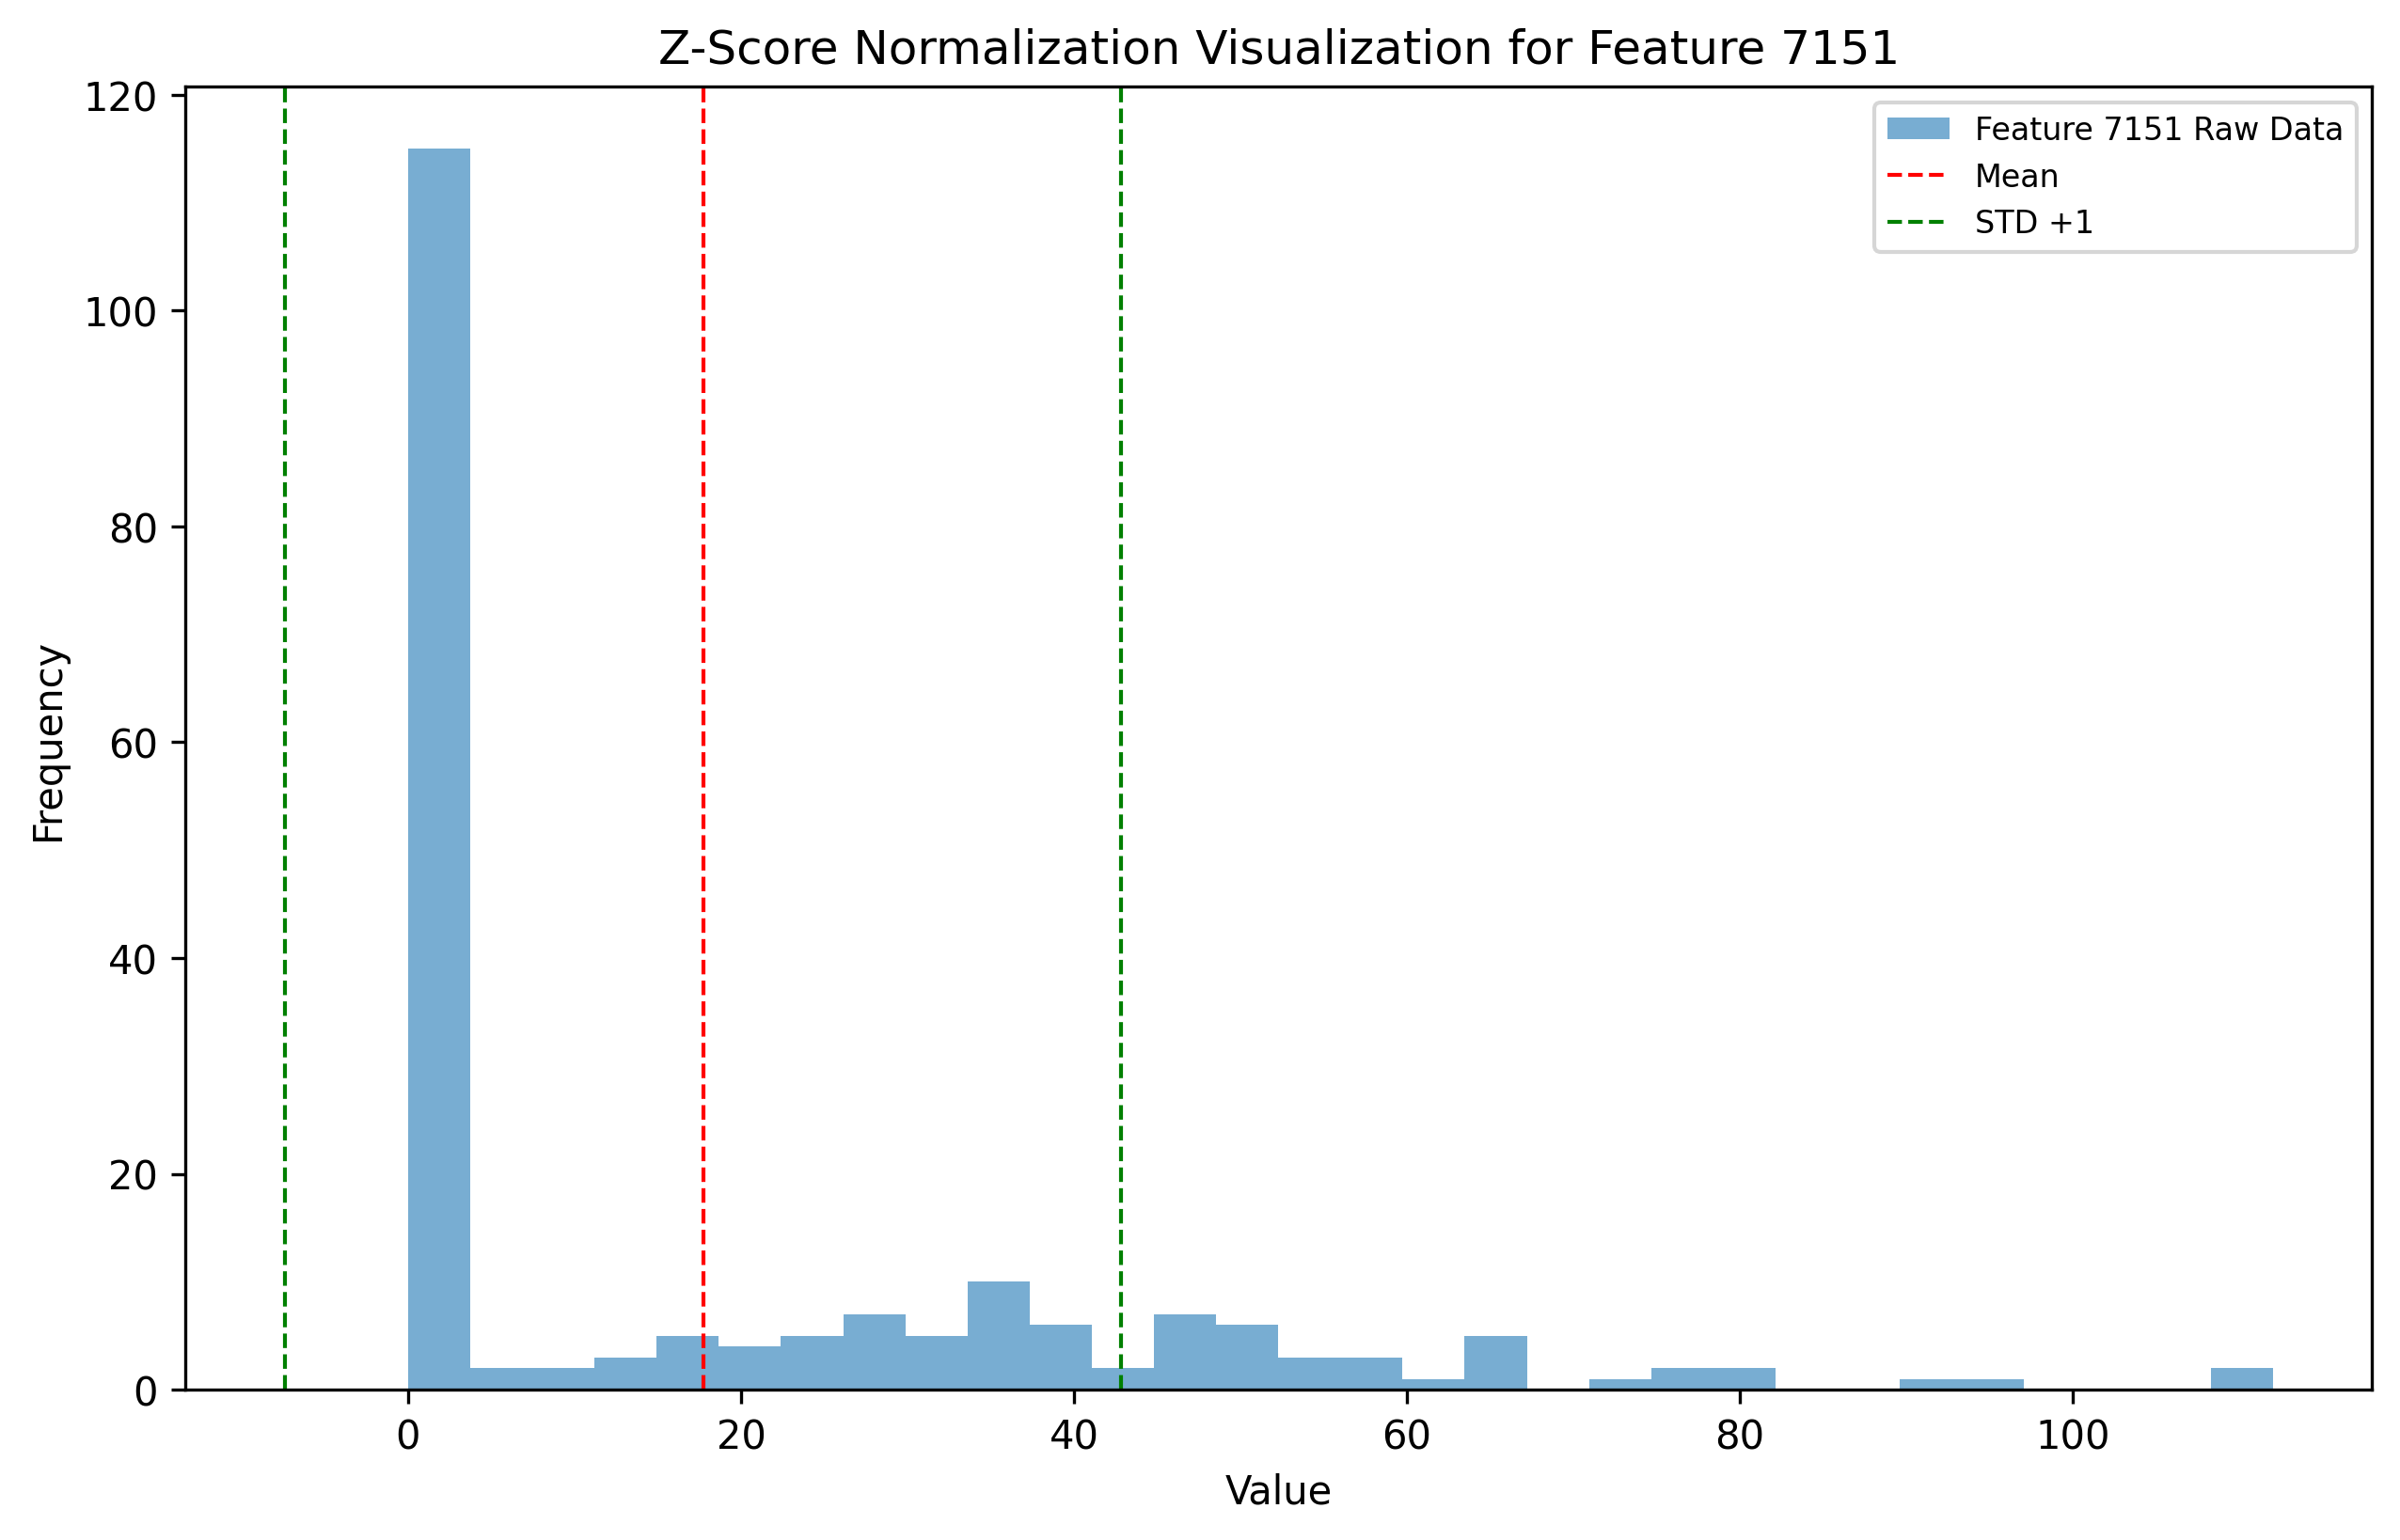 Z-Score Normalization Visualization for Feature 7151
120
100
80
60
40
20
0
Frequency
Feature 7151 Raw Data
Mean
STD +1
0 20 40 60 80 100
Value